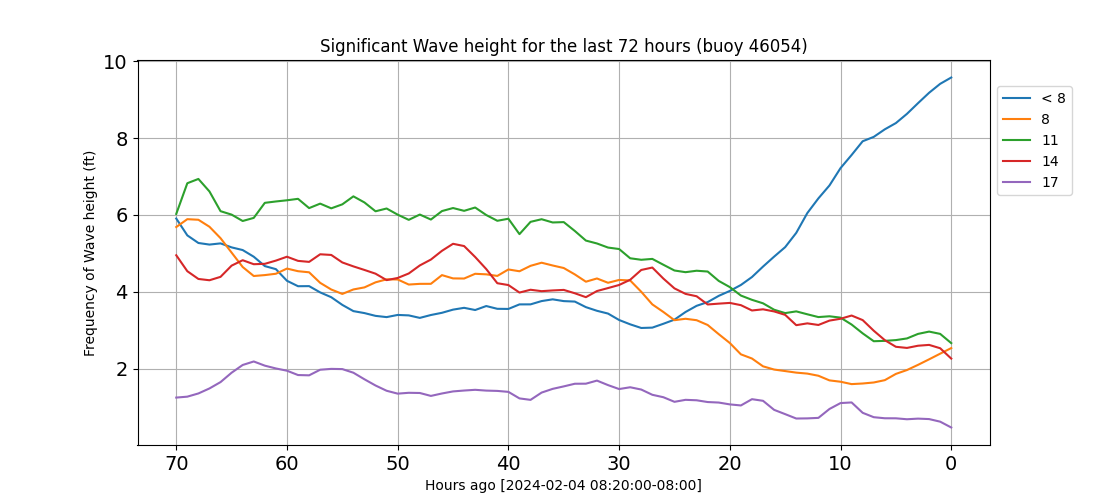 Significant Wave height for the last 72 hours (buoy 46054)
10
8
6
4
2
Frequency of Wave height (ft)
70 60 50 40 30 20 10 0
Hours ago [2024-02-04 08:20:00-08:00]
< 8
8
11
14
17